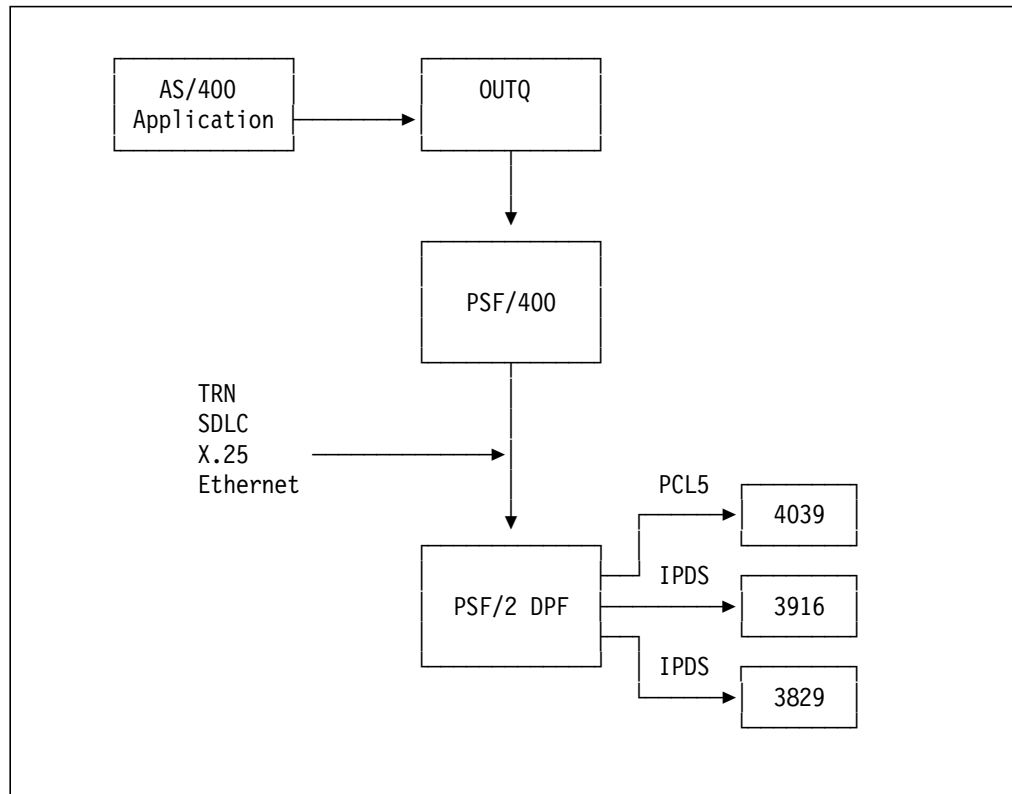 AS/400
Application
OUTQ
PSF/400
TRN
SDLC
X.25
Ethernet
PSF/2 DPF
PCL5
4039
IPDS
3916
IPDS
3829